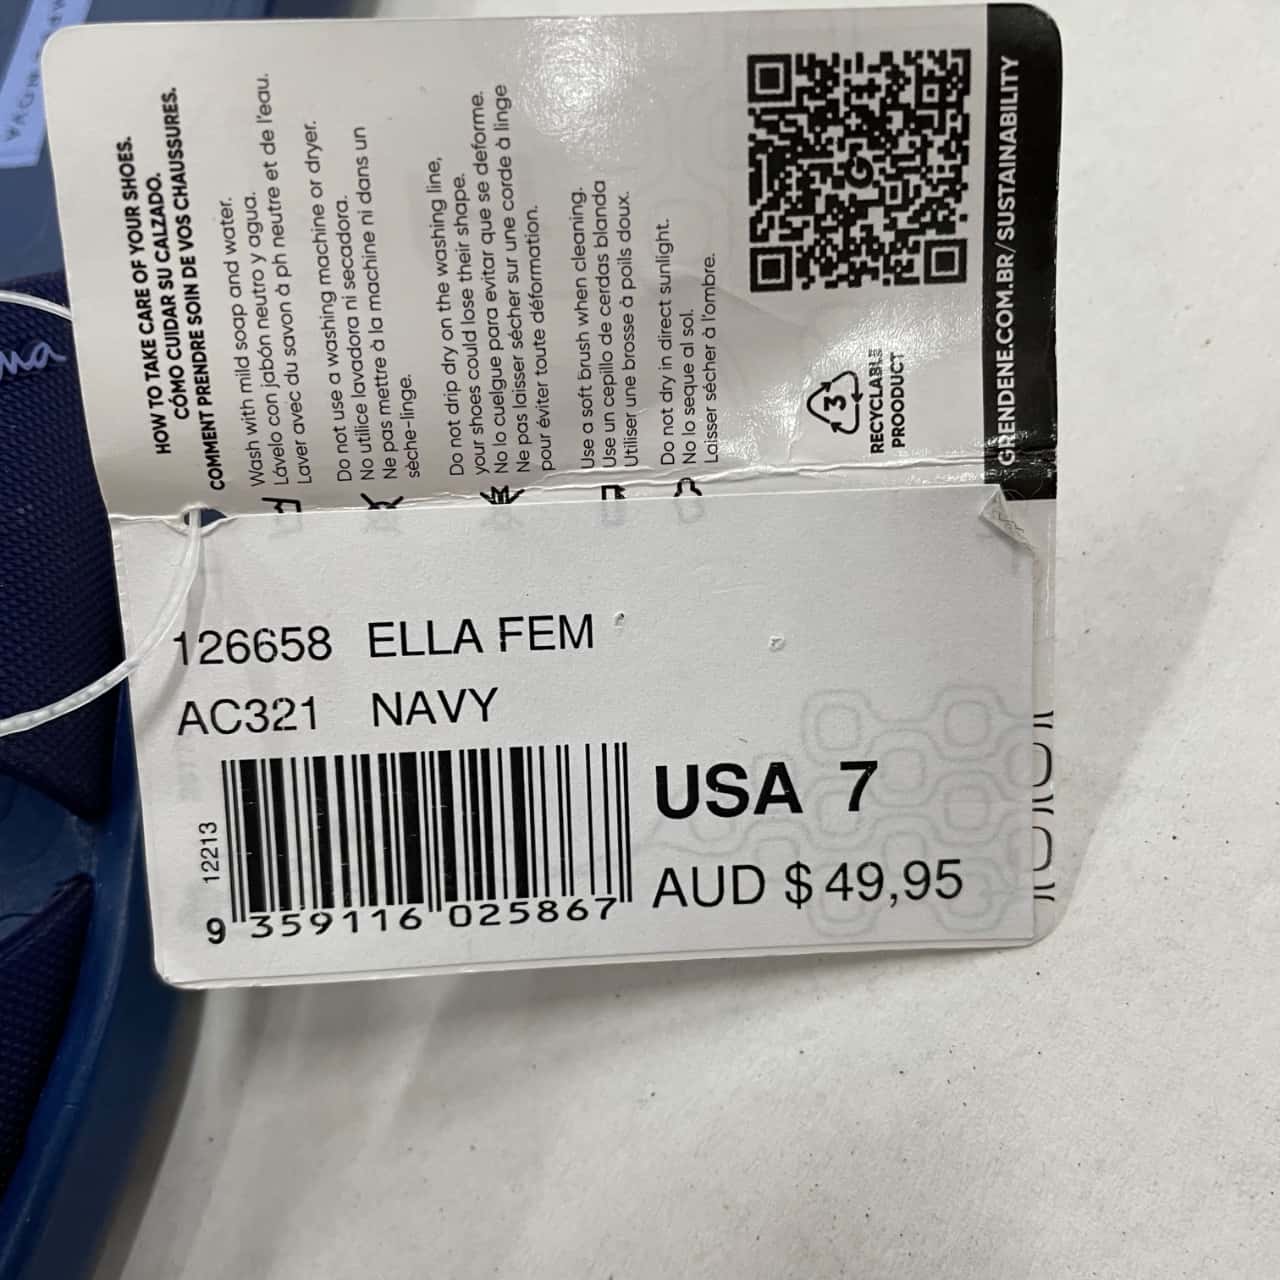 HOW TO TAKE CARE OF YOUR SHOES.
CÓMO CUIDAR SU CALZADO.
COMMENT PRENDRE SOIN DE VOS CHAUSSURES.
Wash with mild soap and water.
Lávelo con jabón neutro y agua.
Laver avec du savon à ph neutre et de l'eau.
Do not use a washing machine or dryer.
No utilice lavadora ni secadora.
Ne pas mettre à la machine ni dans un
sèche-linge.
Do not drip dry on the washing line,
your shoes could lose their shape.
No lo cuelgue para evitar que se deforme.
Ne pas laisser sécher sur une corde à linge
pour éviter toute déformation.
Use a soft brush when cleaning.
Use un cepillo de cerdas blanda
Utiliser une brosse à poils doux.
Do not dry in direct sunlight.
No lo seque al sol.
Laisser sécher à l'ombre.
3
RECYCLABLE
PROODUCT
GRENDENE.COM.BR/SUSTAINABILITY
126658 ELLA FEM
AC321 NAVY
12213
USA 7
AUD $ 49,95
9 359116 025867